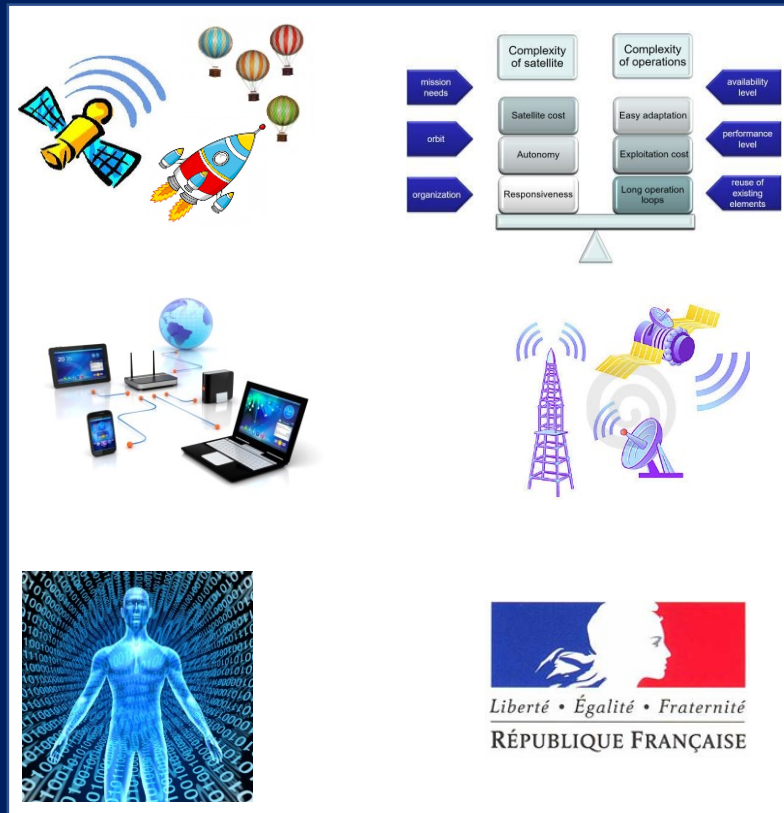 Complexity
of satellite
Complexity
of operations
mission
needs
availability
level
Satellite cost
Easy adaptation
orbit
performance
level
Autonomy
Exploitation cost
organization
Responsiveness
Long operation
loops
reuse of
existing
elements
Liberté • Égalité • Fraternité
RÉPUBLIQUE FRANÇAISE